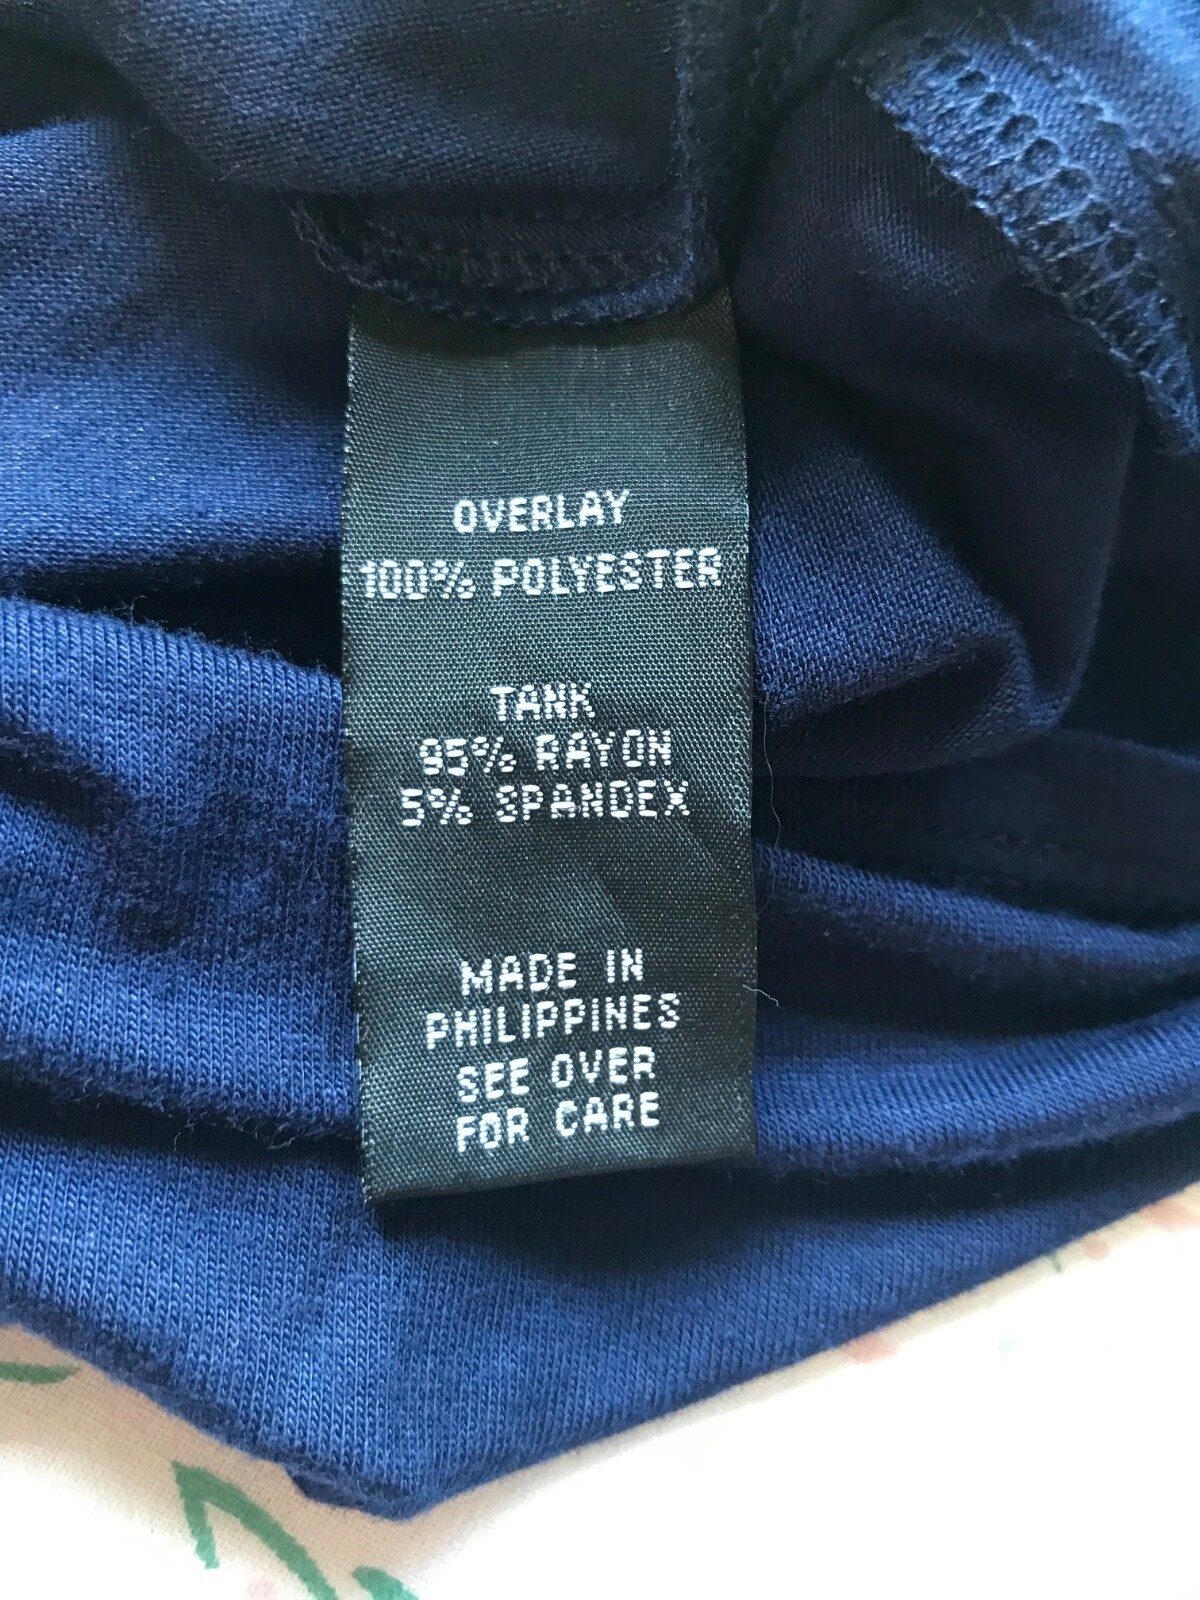 OVERLAY
100% POLYESTER
TANK
95% RAYON
5% SPANDEX
MADE IN
PHILIPPINES
SEE OVER
FOR CARE